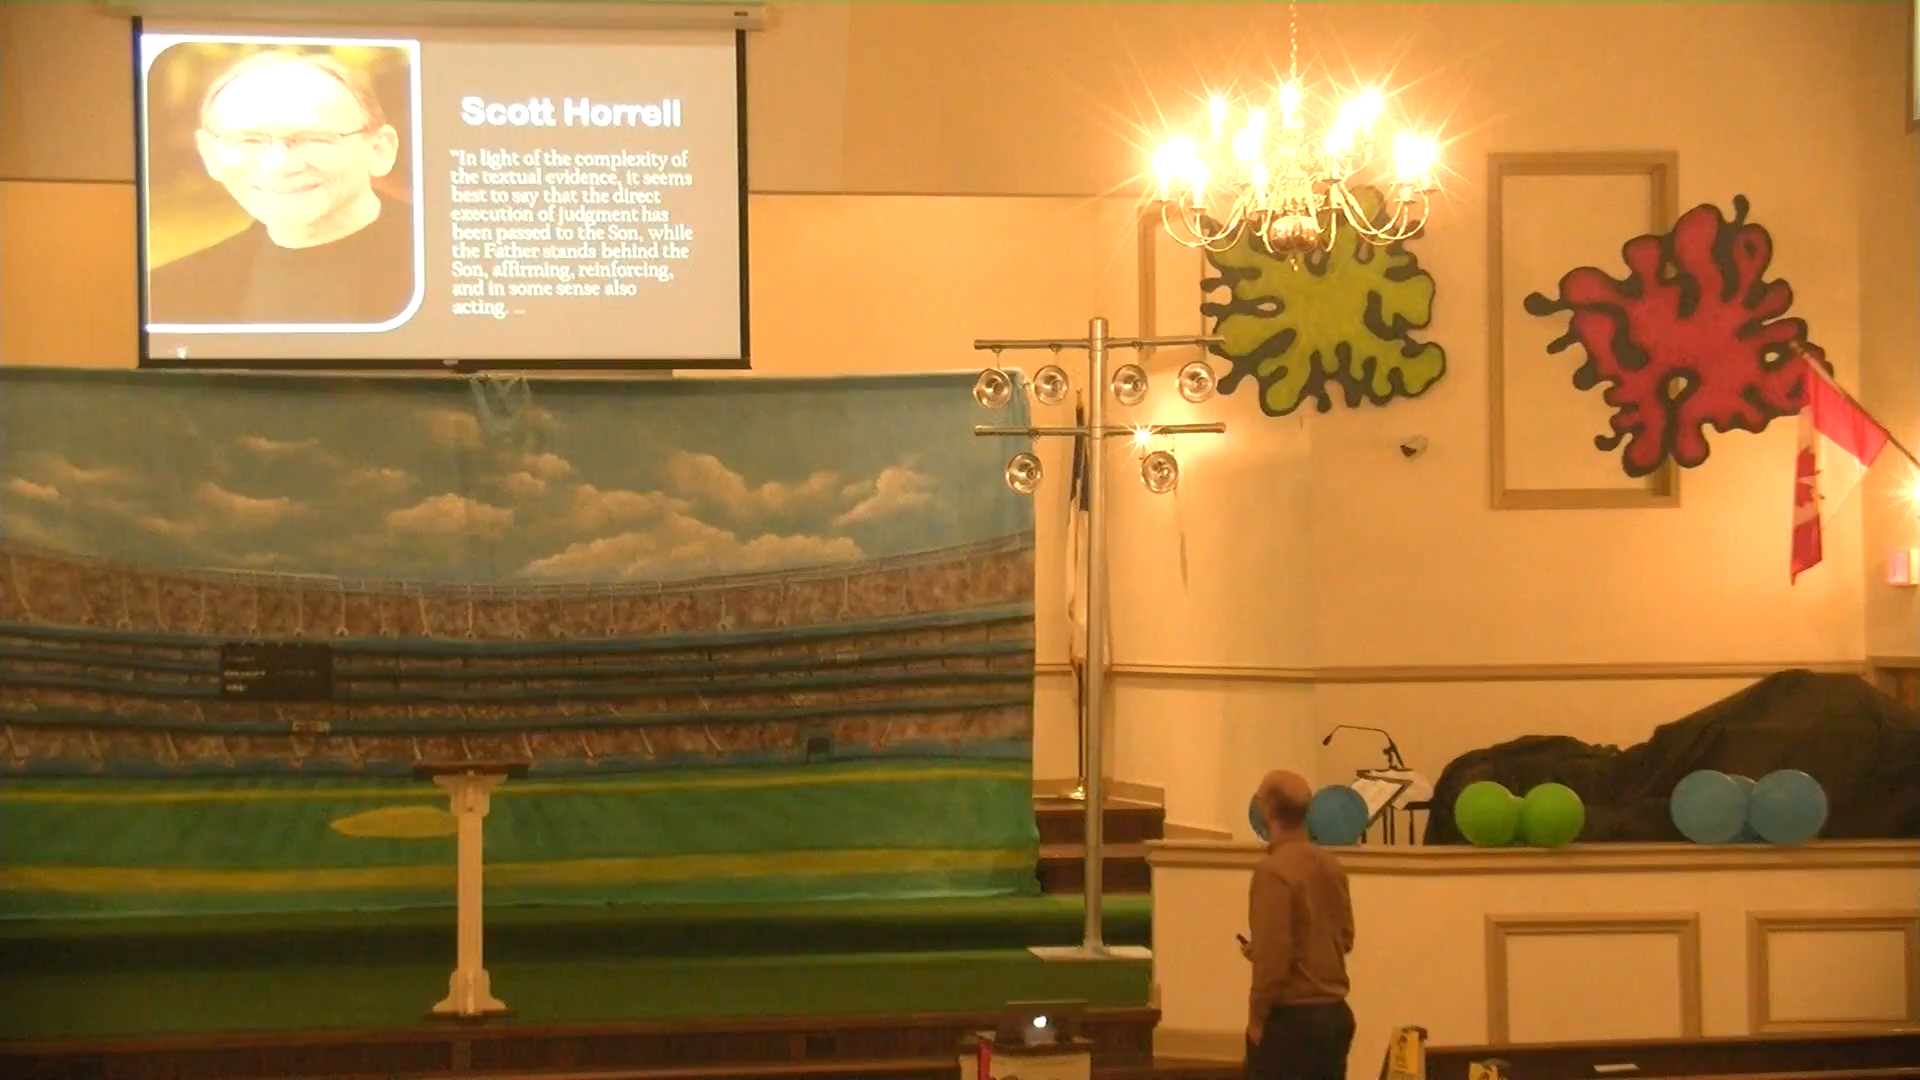 Scott Horrell
"In light of the complexity of
the textual evidence, it seems
best to say that the direct
execution of judgment has
been passed to the Son, while
the Father stands behind the
Son, affirming, reinforcing,
and in some sense also
acting. ...